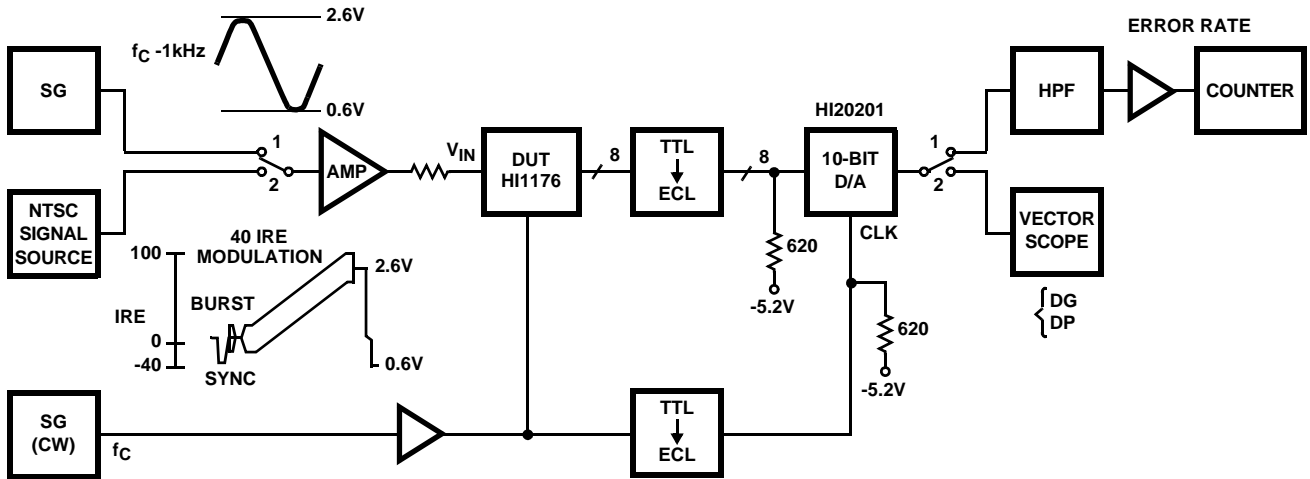 2.6V
ERROR RATE
fC -1kHz
SG
HPF
COUNTER
0.6V
HI20201
1
2
AMP
VIN
DUT
HI1176
8
TTL
ECL
8
10-BIT
D/A
1
2
NTSC
SIGNAL
SOURCE
CLK
VECTOR
SCOPE
40 IRE
MODULATION
100
2.6V
620
-5.2V
BURST
IRE
0
-40
SYNC
0.6V
620
-5.2V
DG
DP
SG
(CW)
fC
TTL
ECL